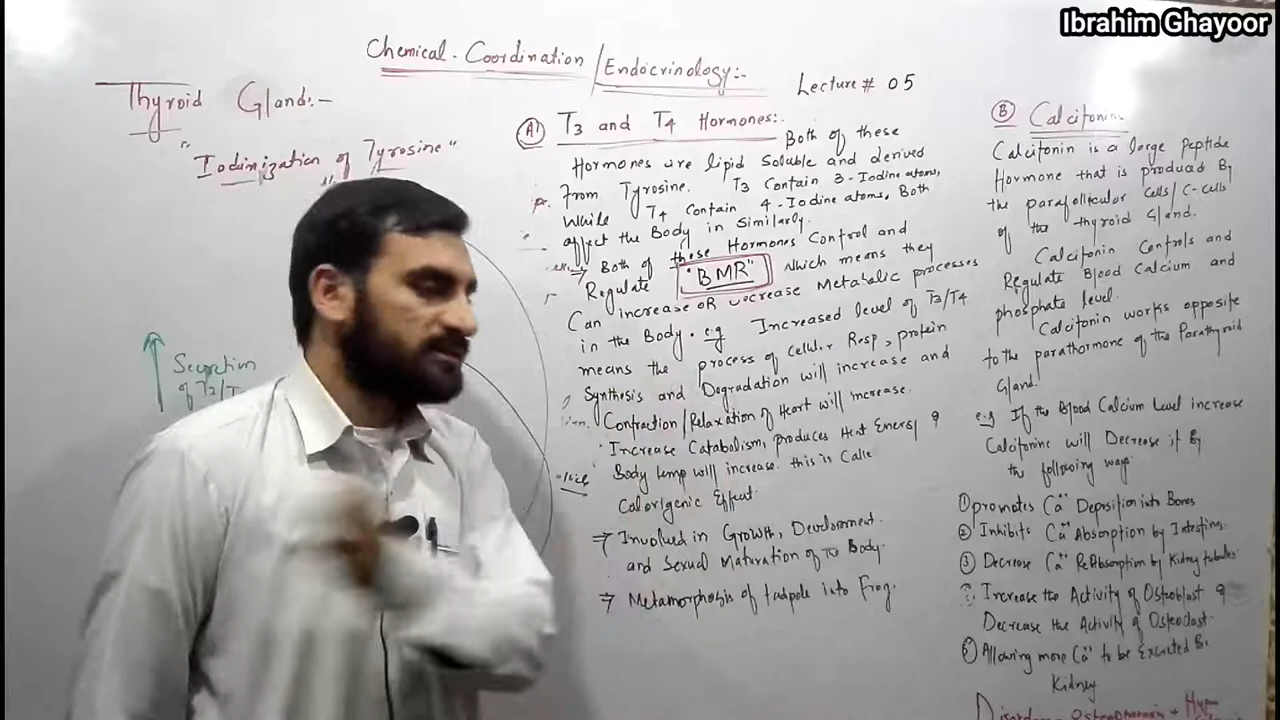 Ibrahim Ghayoor
Chemical Coordination / Endocrinology:-
Lecture # 05
Thyroid Gland:-
"Iodinization of Tyrosine"
Secretion
of T3/T
(A) T3 and T4 Hormones:-
Both of these
Hormones are lipid Soluble and derived
From Tyrosine. T3 Contain 3-Iodine atoms,
While T4 Contain 4-Iodine atoms, Both
affect the Body in Similarly.
⇒ Both of these Hormones Control and
Regulate "BMR" Which means they
Can increase OR Decrease Metabolic processes
in the Body. e.g Increased level of T3/T4
means the process of Cellular Resp, protein
Synthesis and Degradation will increase and
Contraction/Relaxation of Heart will increase.
• Increase Catabolism, produces Heat Energy &
Body temp will increase. this is Calle
Calorigenic Effect.
⇒ Involved in Growth, Development.
and Sexual Maturation of the Body.
⇒ Metamorphosis of tadpole into Frog.
(B) Calcitonin
Calcitonin is a large Peptide
Hormone that is produced By
the parafollicular cells/C-cells
of the thyroid Gland.
Calcitonin Controls and
Regulate Blood Calcium and
phosphate level.
Calcitonin works opposite
to the parathormone of the Parathyroid
Gland.
e.g If the Blood Calcium Level increase
Calcitonine will Decrease it By
the following ways
① promotes Ca++ Deposition into Bones
② Inhibits Ca++ Absorption by Intestine.
③ Decrease Ca++ ReAbsorption by Kidney tubules.
Increase the Activity of Osteoblast &
Decrease the Activity of Osteoclast.
⑤ Allowing more Ca++ to be Excreted By
Kidney